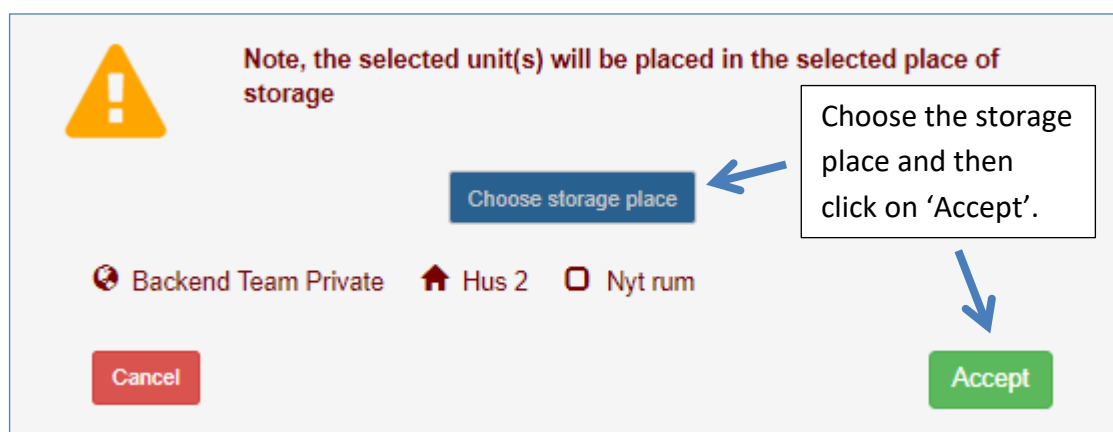 Note, the selected unit(s) will be placed in the selected place of
storage
Choose the storage
place and then
click on ‘Accept’.
Choose storage place
Backend Team Private Hus 2 Nyt rum
Cancel Accept